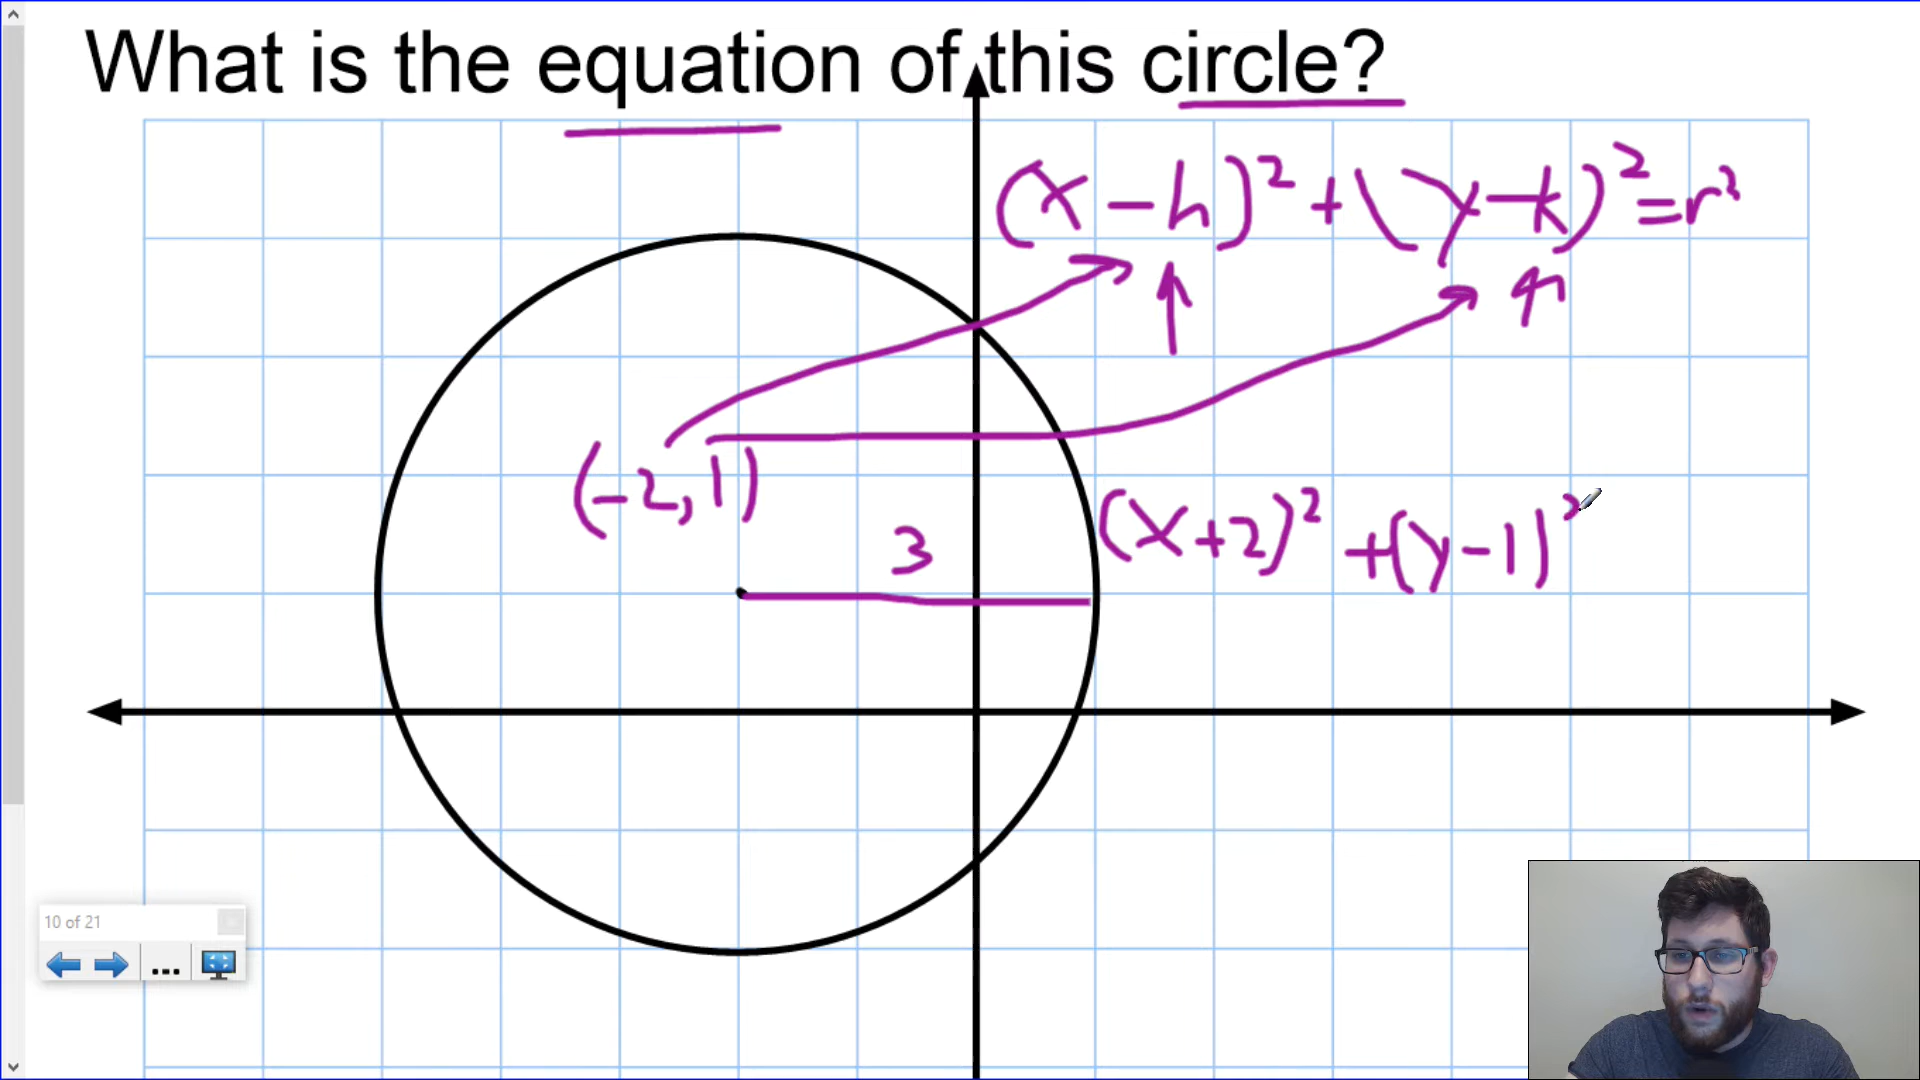 What is the equation of this circle?
(x - h)² + (y - k)² = r²
(-2, 1)
3
(x + 2)² + (y - 1)²
10 of 21
...